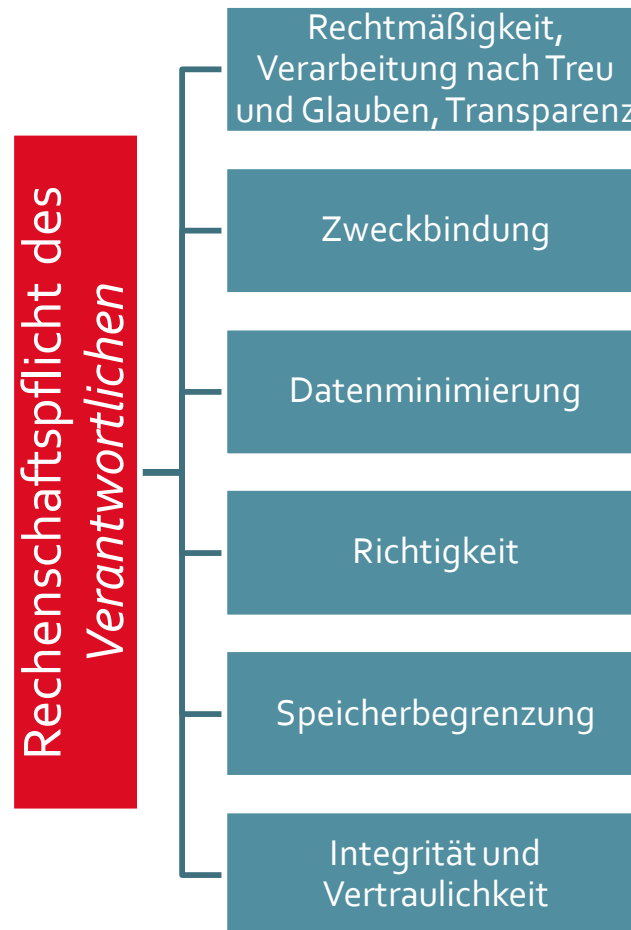 Rechenschaftspflicht des
Verantwortlichen
Rechtmäßigkeit,
Verarbeitung nach Treu
und Glauben, Transparenz
Zweckbindung
Datenminimierung
Richtigkeit
Speicherbegrenzung
Integrität und
Vertraulichkeit